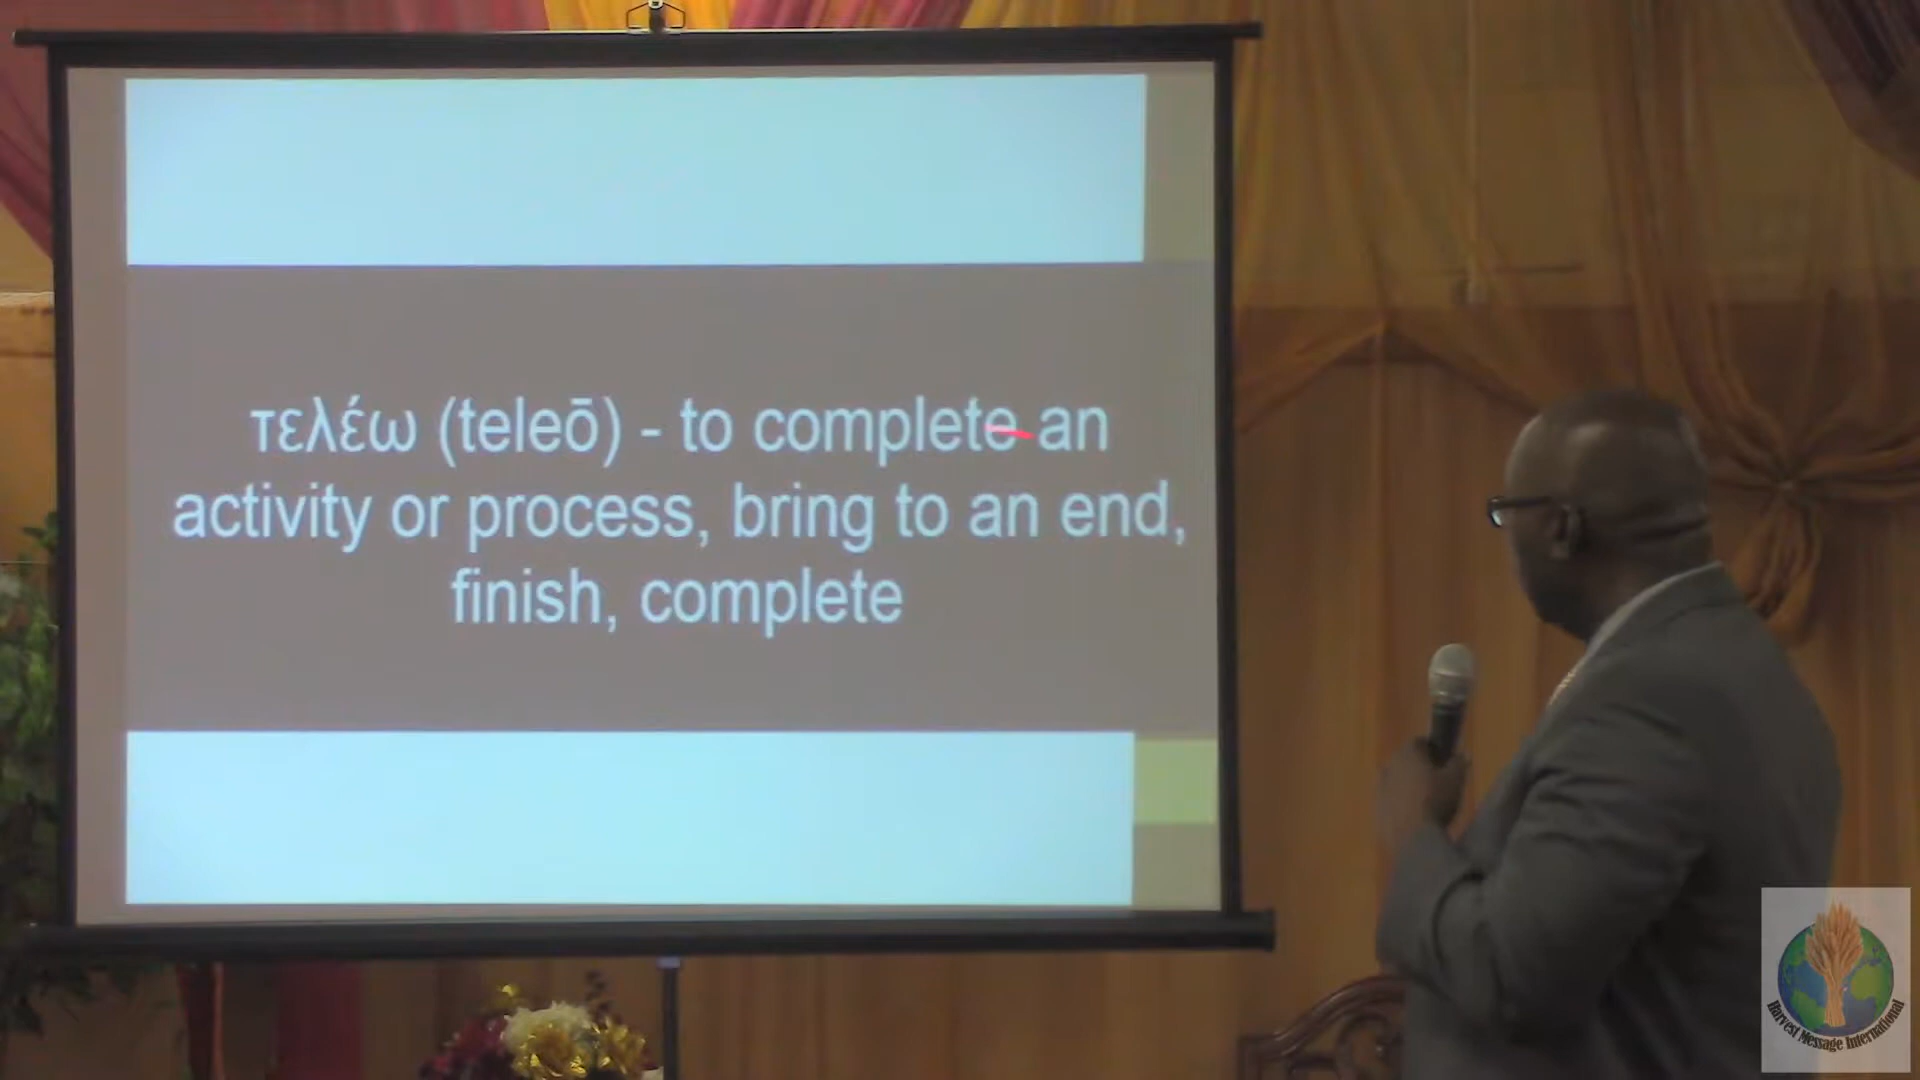 τελέω (teleō) - to complete an
activity or process, bring to an end,
finish, complete
Harvest Message International